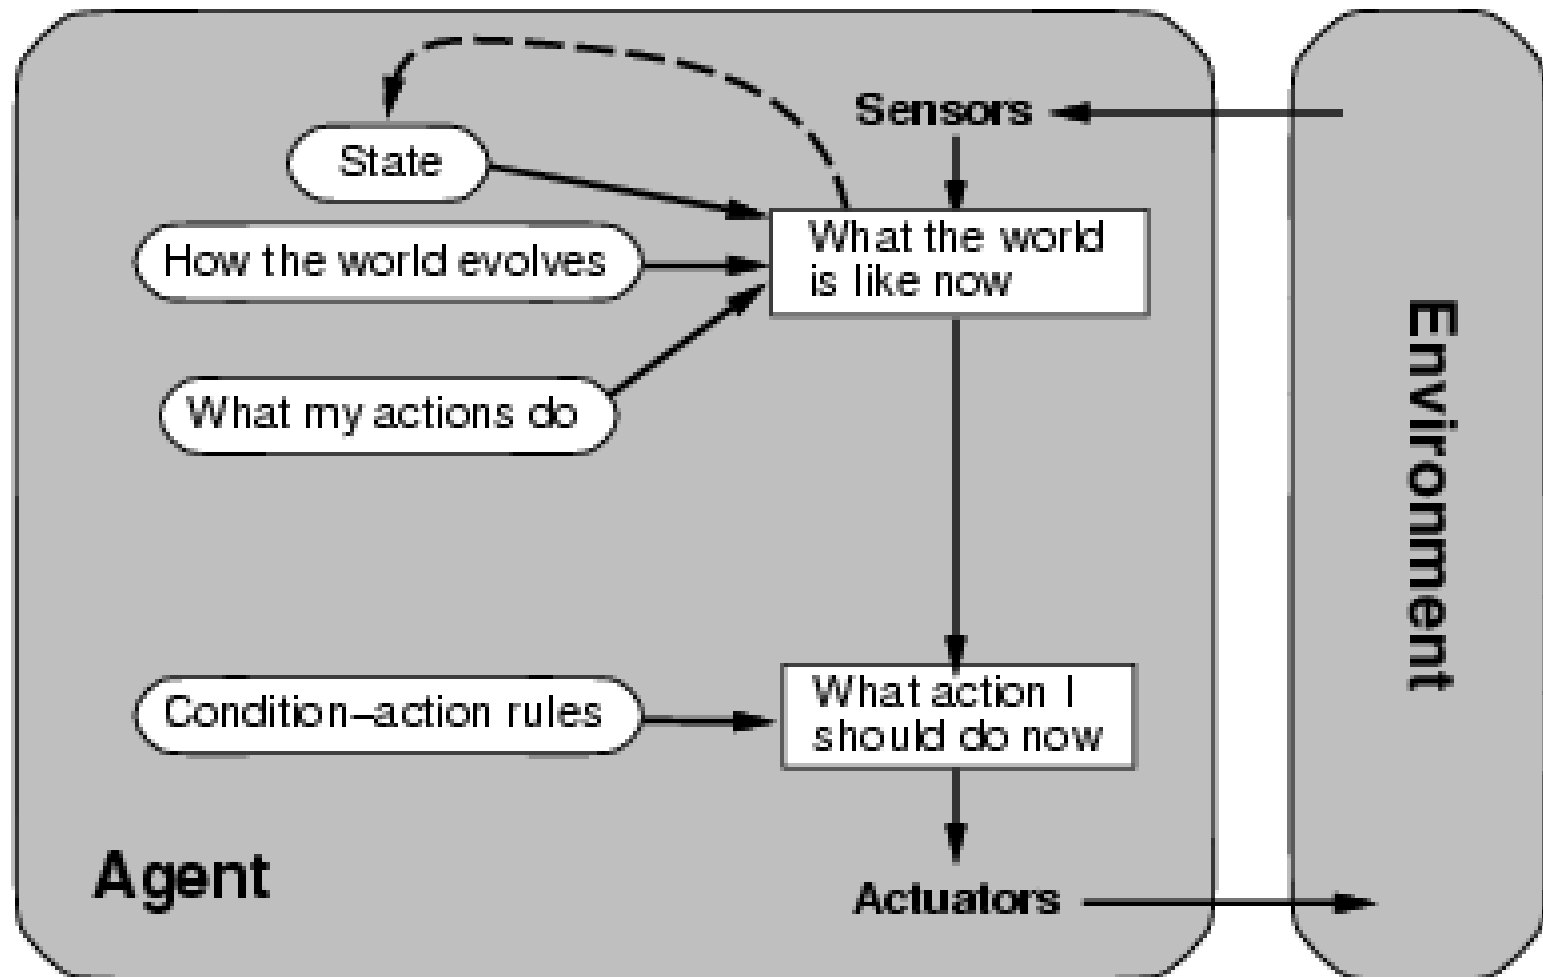 Sensors
State
What the world
is like now
How the world evolves
What my actions do
Environment
Condition–action rules
What action I
should do now
Agent
Actuators